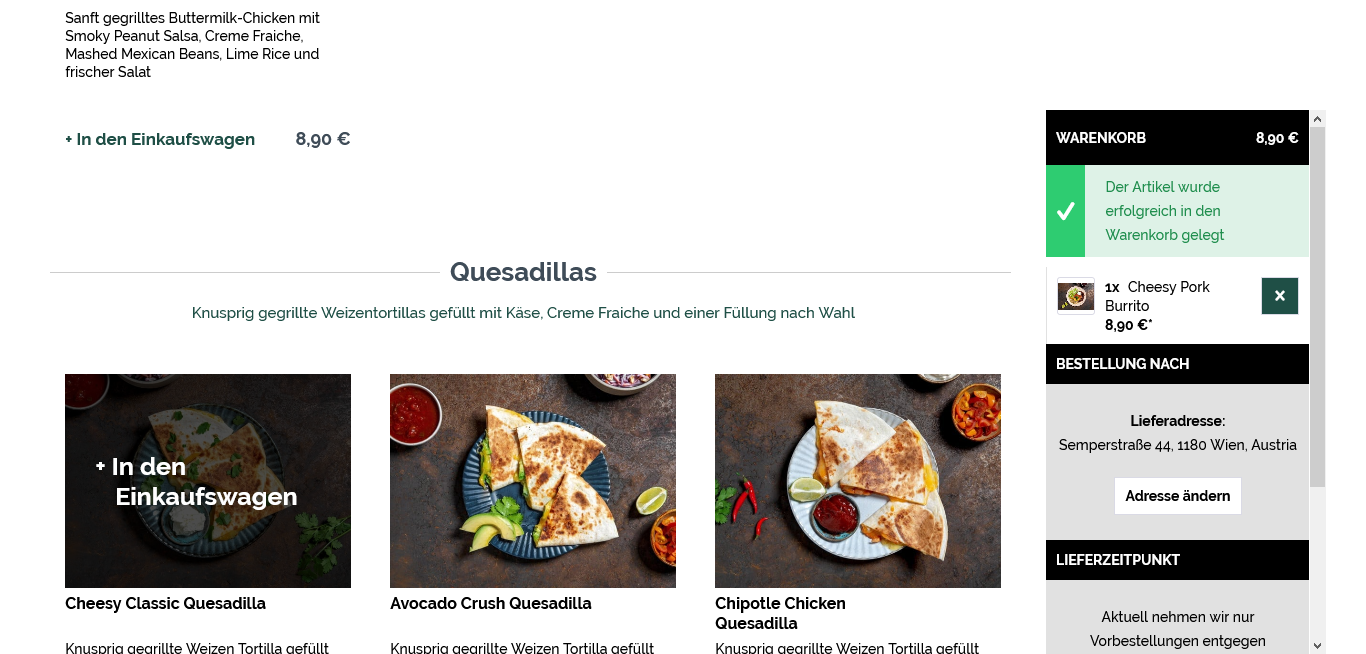 Sanft gegrilltes Buttermilk-Chicken mit
Smoky Peanut Salsa, Creme Fraiche,
Mashed Mexican Beans, Lime Rice und
frischer Salat
+ In den Einkaufswagen 8,90 €
Quesadillas
Knusprig gegrillte Weizentortillas gefüllt mit Käse, Creme Fraiche und einer Füllung nach Wahl
+ In den
Einkaufswagen
Cheesy Classic Quesadilla
Knusprig gegrillte Weizen Tortilla gefüllt
Avocado Crush Quesadilla
Knusprig gegrillte Weizen Tortilla gefüllt
Chipotle Chicken
Quesadilla
Knusprig gegrillte Weizen Tortilla gefüllt
WARENKORB 8,90 €
Der Artikel wurde
erfolgreich in den
Warenkorb gelegt
1x Cheesy Pork
Burrito
8,90 €*
BESTELLUNG NACH
Lieferadresse:
Semperstraße 44, 1180 Wien, Austria
Adresse ändern
LIEFERZEITPUNKT
Aktuell nehmen wir nur
Vorbestellungen entgegen